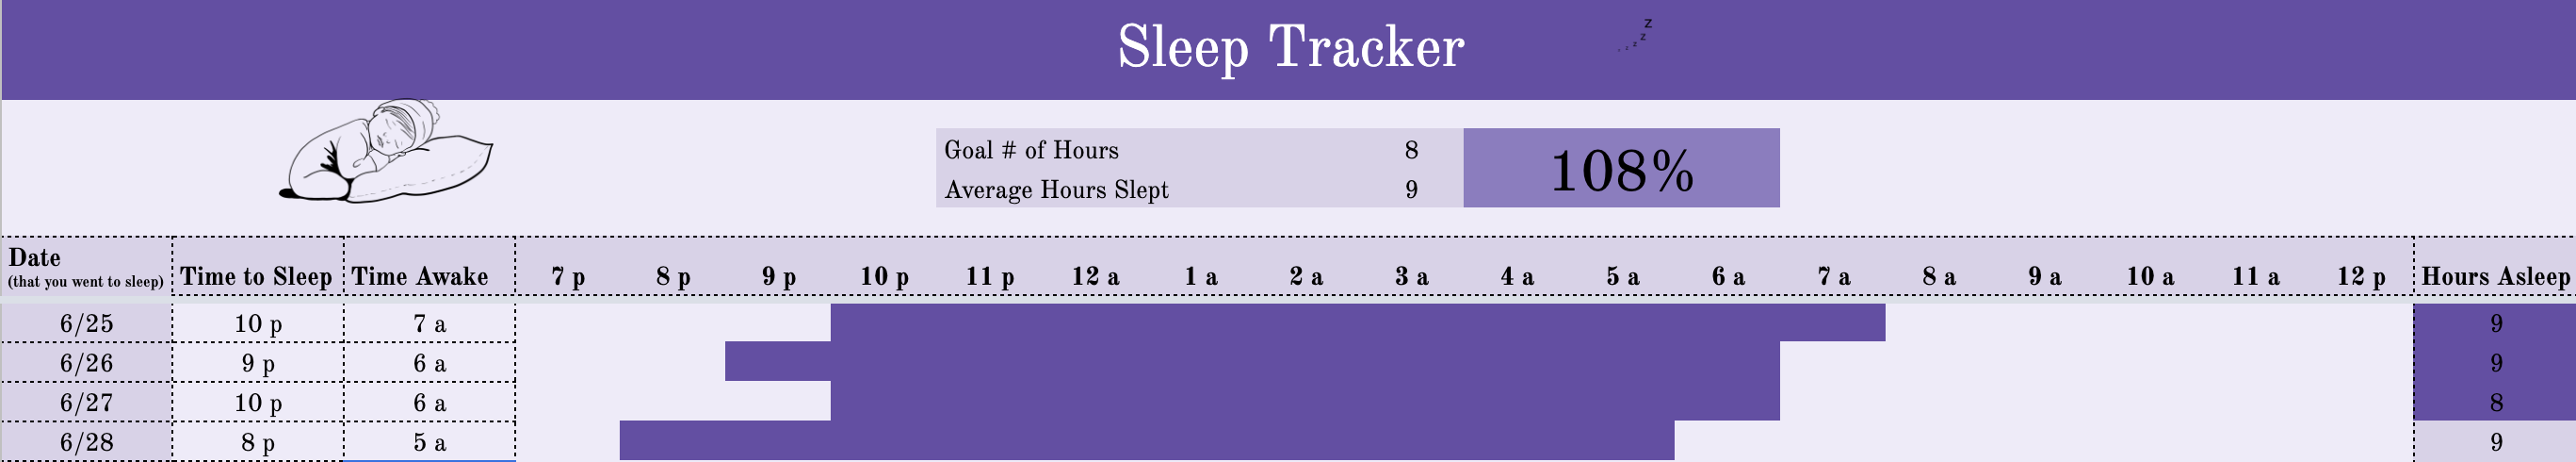 Sleep Tracker
z
z
z
z
Goal # of Hours 8
108%
Average Hours Slept 9
Date
(that you went to sleep) Time to Sleep Time Awake 7 p 8 p 9 p 10 p 11 p 12 a 1 a 2 a 3 a 4 a 5 a 6 a 7 a 8 a 9 a 10 a 11 a 12 p Hours Asleep
6/25 10 p 7 a 9
6/26 9 p 6 a 9
6/27 10 p 6 a 8
6/28 8 p 5 a 9